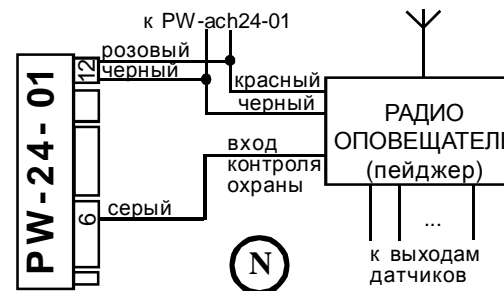 к PW-ach24-01
розовый
12
черный
красный
черный
PW-24-01
РАДИО
ОПОВЕЩАТЕЛЬ
(пейджер)
вход
контроля
охраны
6
серый
N
...
к выходам
датчиков